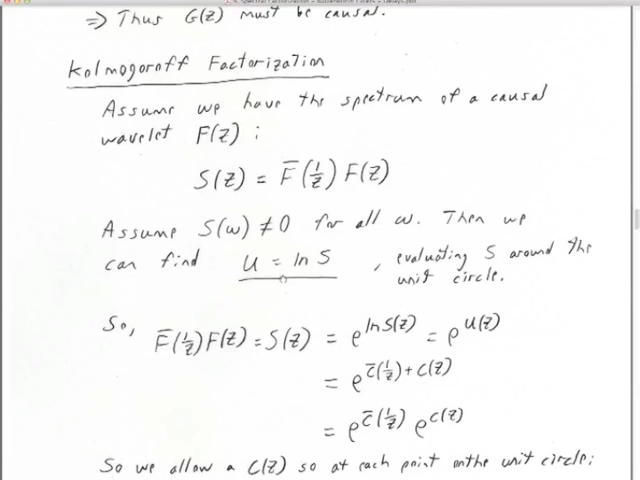 ⇒ Thus G(z) must be causal.
Kolmogoroff Factorization
Assume we have the spectrum of a causal
wavelet F(z) :
S(z) = F̅(1/z) F(z)
Assume S(ω) ≠ 0 for all ω. Then we
can find U = ln S , evaluating S around the
unit circle.
So, F̅(1/z) F(z) = S(z) = e^{ln S(z)} = e^{U(z)}
= e^{C̅(1/z) + C(z)}
= e^{C̅(1/z)} e^{C(z)}
So we allow a C(z) so at each point on the unit circle: